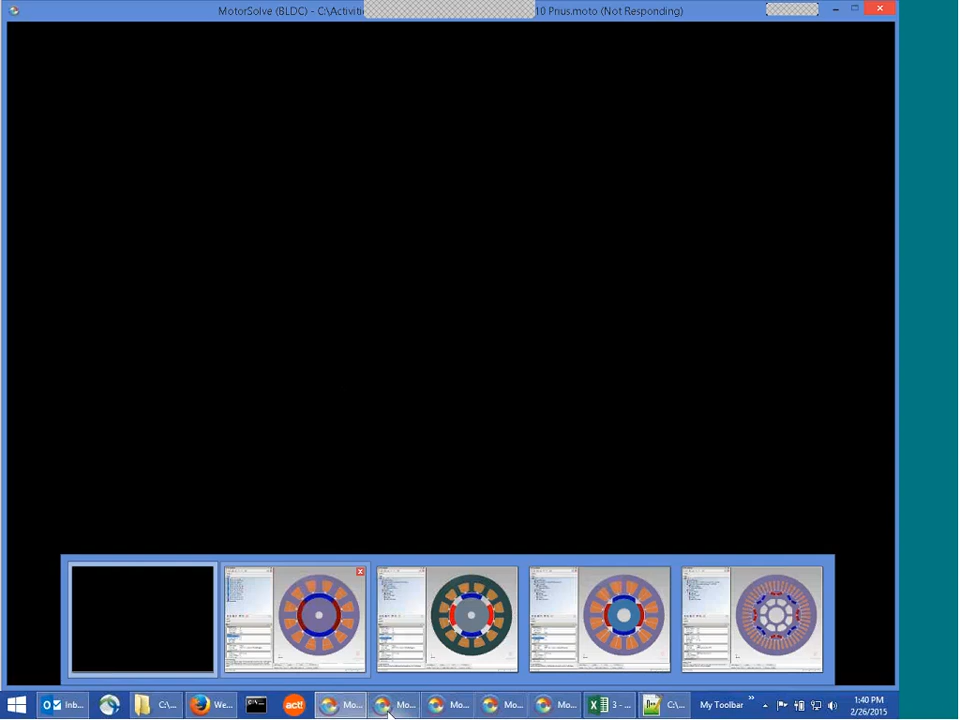 MotorSolve (BLDC) - C:\Activiti 10 Prius.moto (Not Responding)
Inb...
C:\...
We...
act!
Mo...
Mo...
Mo...
Mo...
Mo...
3 - ...
C:\...
My Toolbar
1:40 PM
2/26/2015